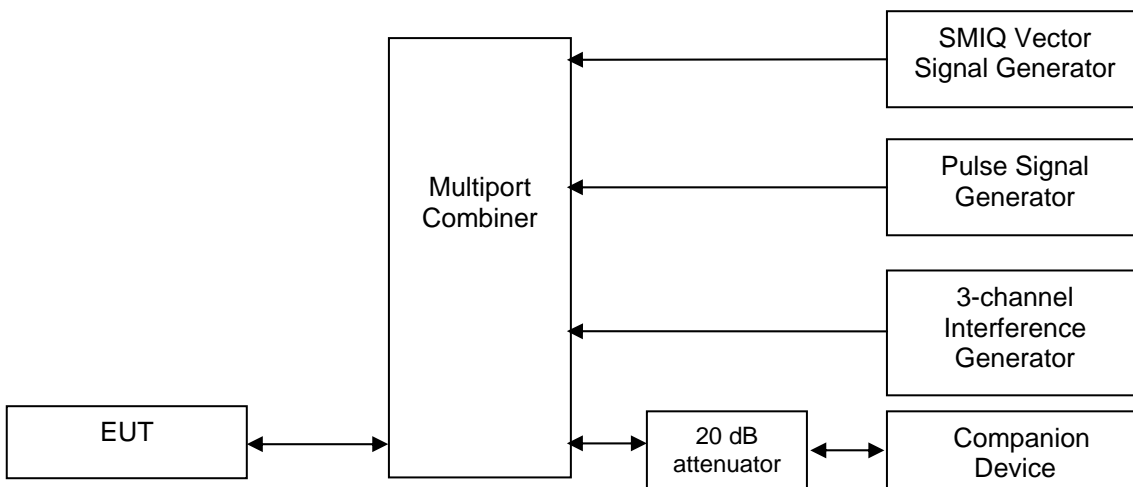 SMIQ Vector
Signal Generator
Pulse Signal
Generator
Multiport
Combiner
3-channel
Interference
Generator
EUT
20 dB
attenuator
Companion
Device